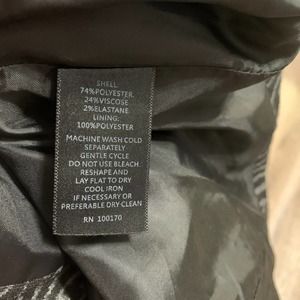 SHELL:
74%POLYESTER.
24%VISCOSE
2%ELASTANE.
LINING:
100%POLYESTER
MACHINE WASH COLD
SEPARATELY
GENTLE CYCLE
DO NOT USE BLEACH.
RESHAPE AND
LAY FLAT TO DRY
COOL IRON
IF NECESSARY OR
PREFERABLE DRY-CLEAN
RN 100170